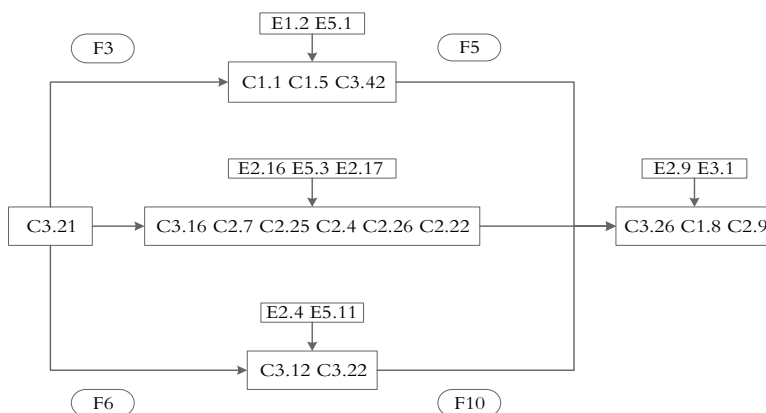 E1.2 E5.1
F3
F5
C1.1 C1.5 C3.42
E2.16 E5.3 E2.17
E2.9 E3.1
C3.21
C3.16 C2.7 C2.25 C2.4 C2.26 C2.22
C3.26 C1.8 C2.9
E2.4 E5.11
C3.12 C3.22
F6
F10